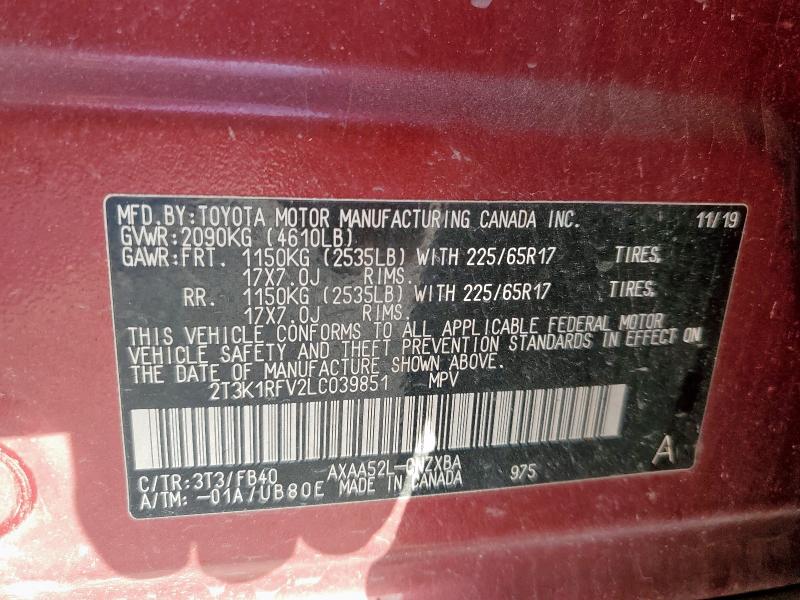 MFD.BY:TOYOTA MOTOR MANUFACTURING CANADA INC. 11/19
GVWR:2090KG (4610LB)
GAWR:FRT. 1150KG (2535LB) WITH 225/65R17 TIRES,
17X7.0J RIMS.
RR. 1150KG (2535LB) WITH 225/65R17 TIRES,
17X7.0J RIMS.
THIS VEHICLE CONFORMS TO ALL APPLICABLE FEDERAL MOTOR
VEHICLE SAFETY AND THEFT PREVENTION STANDARDS IN EFFECT ON
THE DATE OF MANUFACTURE SHOWN ABOVE.
2T3K1RFV2LC039851 MPV
C/TR:3T3/FB40 AXAA52L-CNZXBA 975 A
A/TM:-01A/UB80E MADE IN CANADA